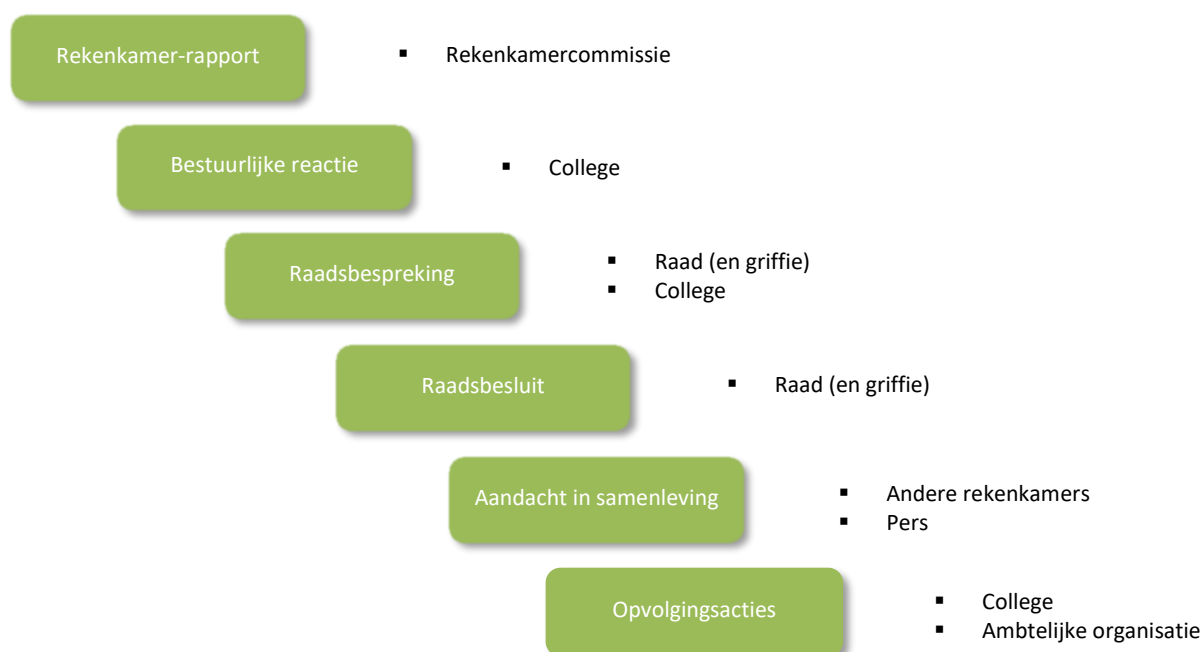 Rekenkamer-rapport
▪ Rekenkamercommissie
Bestuurlijke reactie
▪ College
Raadsbespreking
▪ Raad (en griffie)
▪ College
Raadsbesluit
▪ Raad (en griffie)
Aandacht in samenleving
▪ Andere rekenkamers
▪ Pers
Opvolgingsacties
▪ College
▪ Ambtelijke organisatie